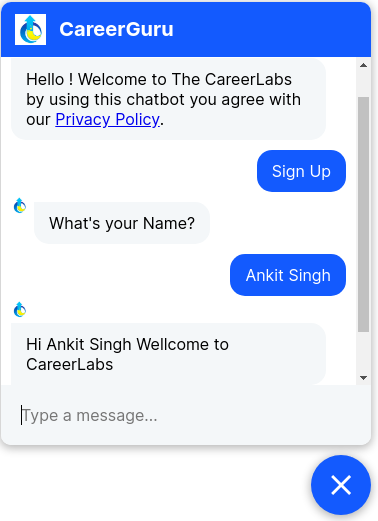 CareerGuru
Hello ! Welcome to The CareerLabs
by using this chatbot you agree with
our Privacy Policy.
Sign Up
What's your Name?
Ankit Singh
Hi Ankit Singh Wellcome to
CareerLabs
Type a message...